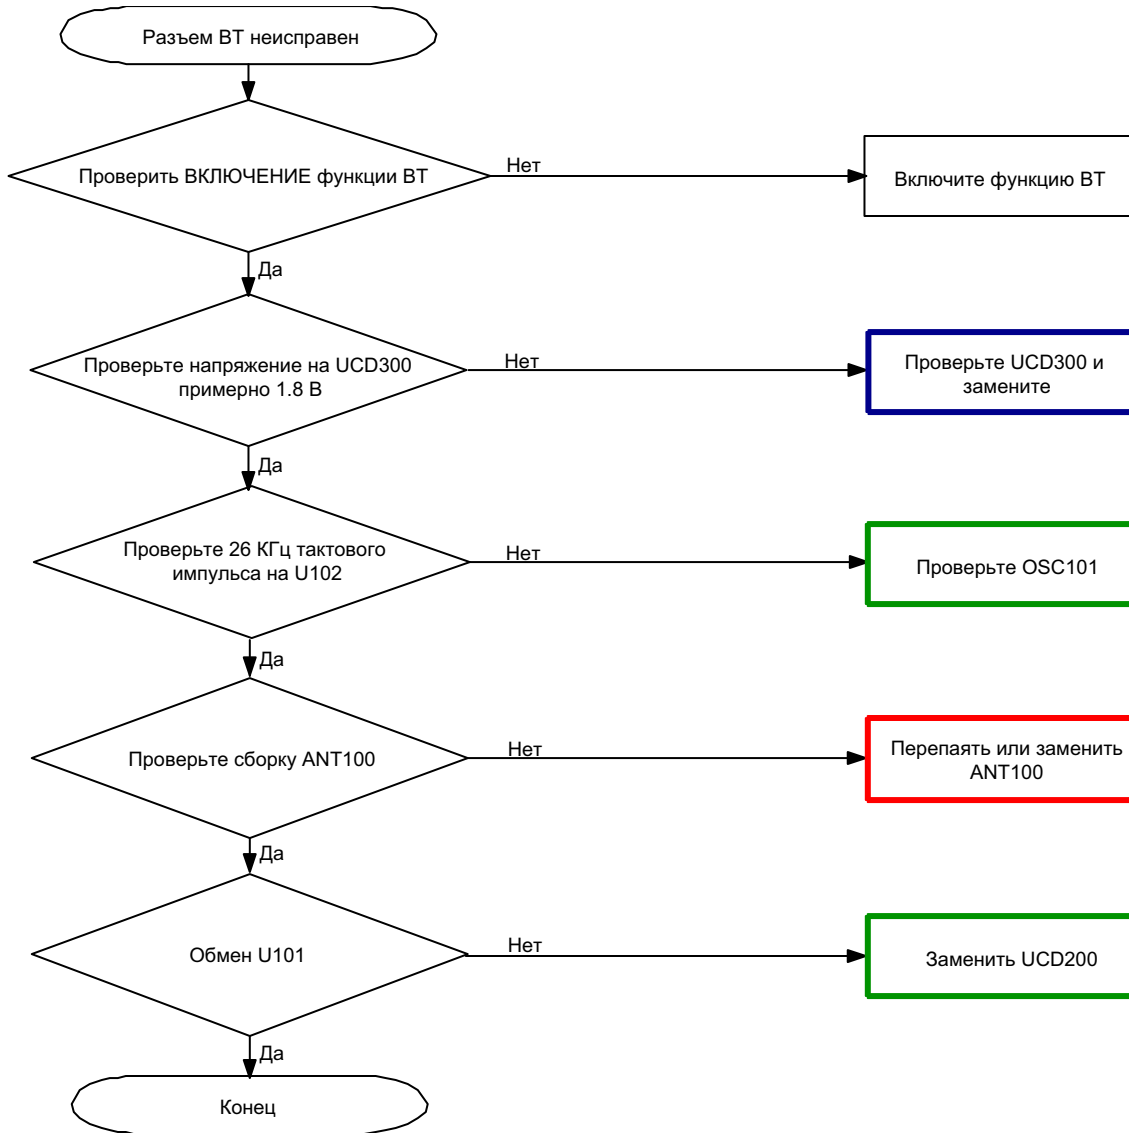 Разъем BT неисправен
Проверить ВКЛЮЧЕНИЕ функции BT
Нет
Включите функцию BT
Да
Проверьте напряжение на UCD300
примерно 1.8 В
Нет
Проверьте UCD300 и
замените
Да
Проверьте 26 КГц тактового
импульса на U102
Нет
Проверьте OSC101
Да
Проверьте сборку ANT100
Нет
Перепаять или заменить
ANT100
Да
Обмен U101
Нет
Заменить UCD200
Да
Конец